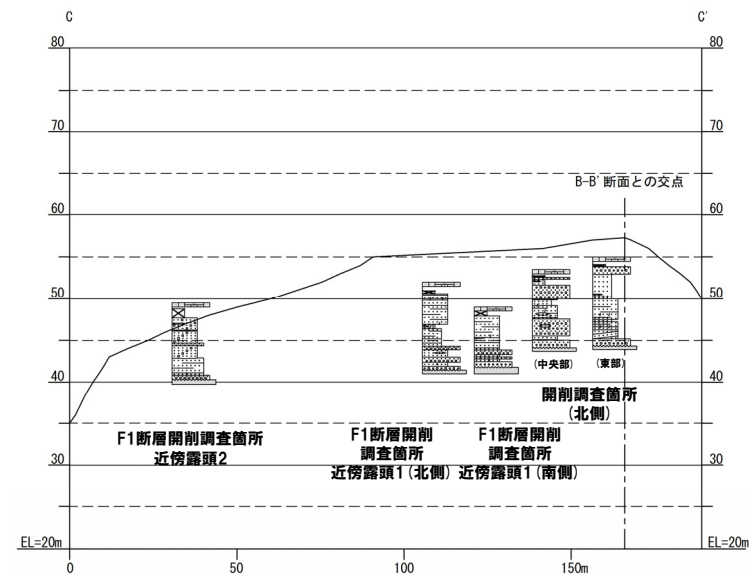 C
C'
80
80
70
70
B-B' 断面との交点
60
60
50
50
(中央部)
(東部)
40
40
開削調査箇所
(北側)
F1断層開削調査箇所
近傍露頭2
F1断層開削
調査箇所
近傍露頭1(北側)
F1断層開削
調査箇所
近傍露頭1(南側)
30
30
EL=20m
EL=20m
0
50
100
150m